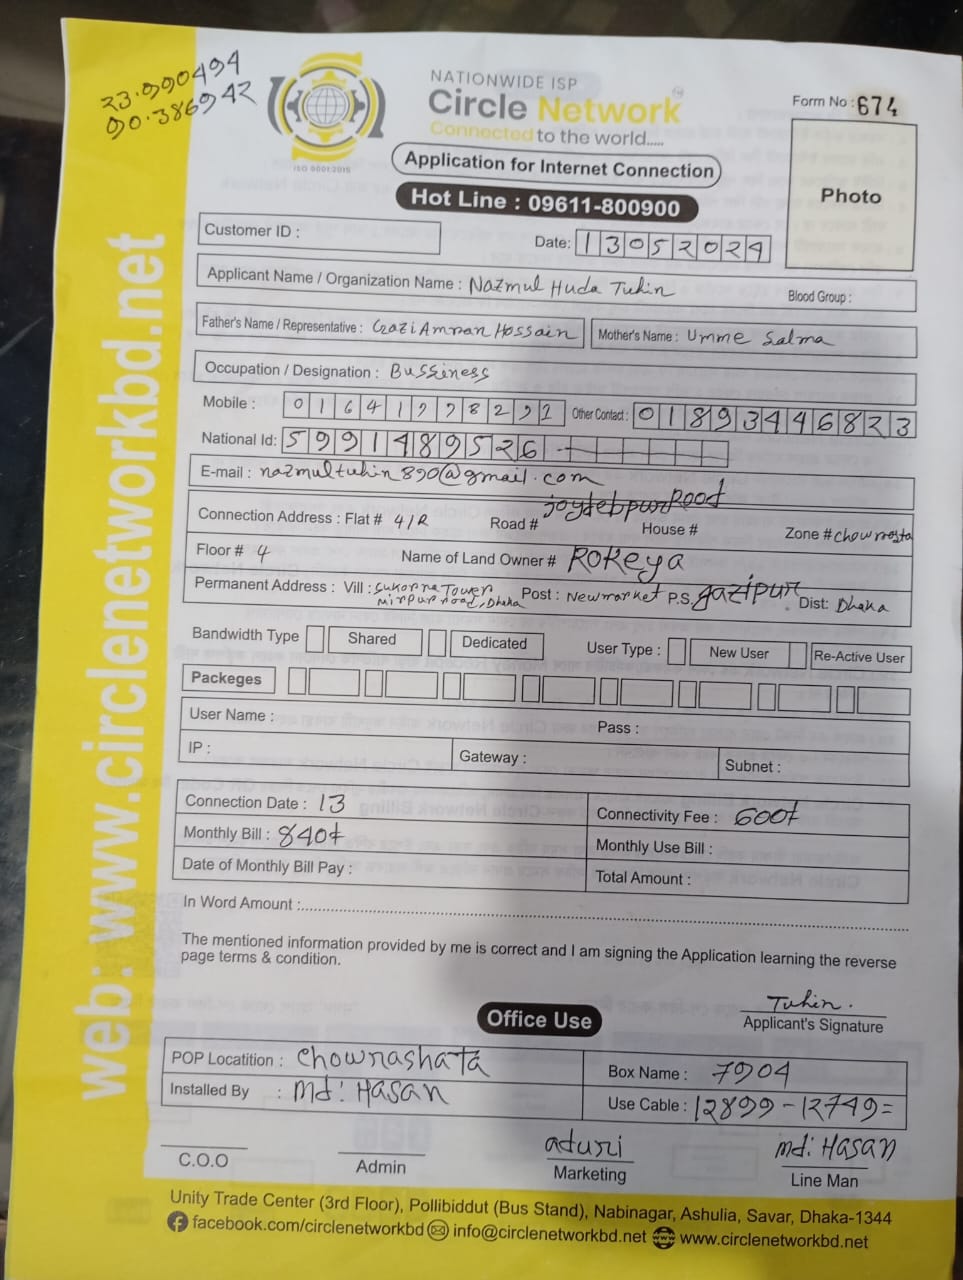 23.990494
90.386942
NATIONWIDE ISP
Circle Network
Connected to the world.....
ISO 9001:2015
Form No : 674
Application for Internet Connection
Hot Line : 09611-800900
Photo
web: www.circlenetworkbd.net
Customer ID :
Date: 13052024
Applicant Name / Organization Name : Nazmul Huda Tuhin Blood Group :
Father's Name / Representative : Gazi Amran Hossain Mother's Name : Umme Salma
Occupation / Designation : Bussiness
Mobile : Other Contact : 01893446823
National Id: 5991489526
E-mail : nazmultuhin890@gmail.com
Connection Address : Flat # 4/R Road # joydebpur Rood House # Zone # chowrasta
Floor # 4 Name of Land Owner # Rokeya
Permanent Address : Vill : Sukonna Tower Mirpur road, Dhaka Post : Newmarket P.S. gazipur Dist: Dhaka
Bandwidth Type Shared Dedicated User Type : New User Re-Active User
Packeges
User Name : Pass :
IP : Gateway : Subnet :
Connection Date : 13 Connectivity Fee : 600t
Monthly Bill : 840t Monthly Use Bill :
Date of Monthly Bill Pay : Total Amount :
In Word Amount :
The mentioned information provided by me is correct and I am signing the Application learning the reverse
page terms & condition.
Tuhin.
Applicant's Signature
Office Use
POP Locatition : Chowrashata Box Name : 7904
Installed By : Md: Hasan Use Cable : 12899-12749=
aduri md: Hasan
C.O.O Admin Marketing Line Man
Unity Trade Center (3rd Floor), Pollibiddut (Bus Stand), Nabinagar, Ashulia, Savar, Dhaka-1344
facebook.com/circlenetworkbd info@circlenetworkbd.net www.circlenetworkbd.net